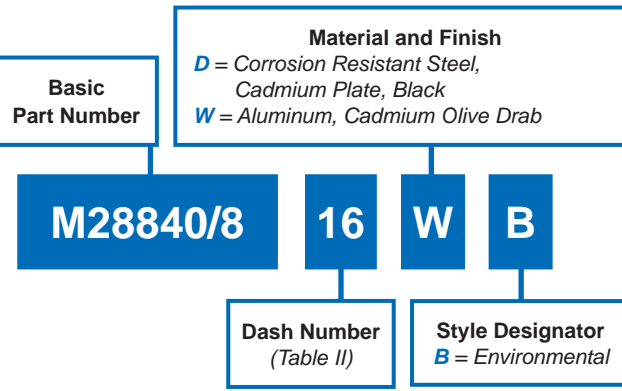 Material and Finish
D = Corrosion Resistant Steel,
Cadmium Plate, Black
W = Aluminum, Cadmium Olive Drab
Basic
Part Number
M28840/8 16 W B
Dash Number
(Table II)
Style Designator
B = Environmental